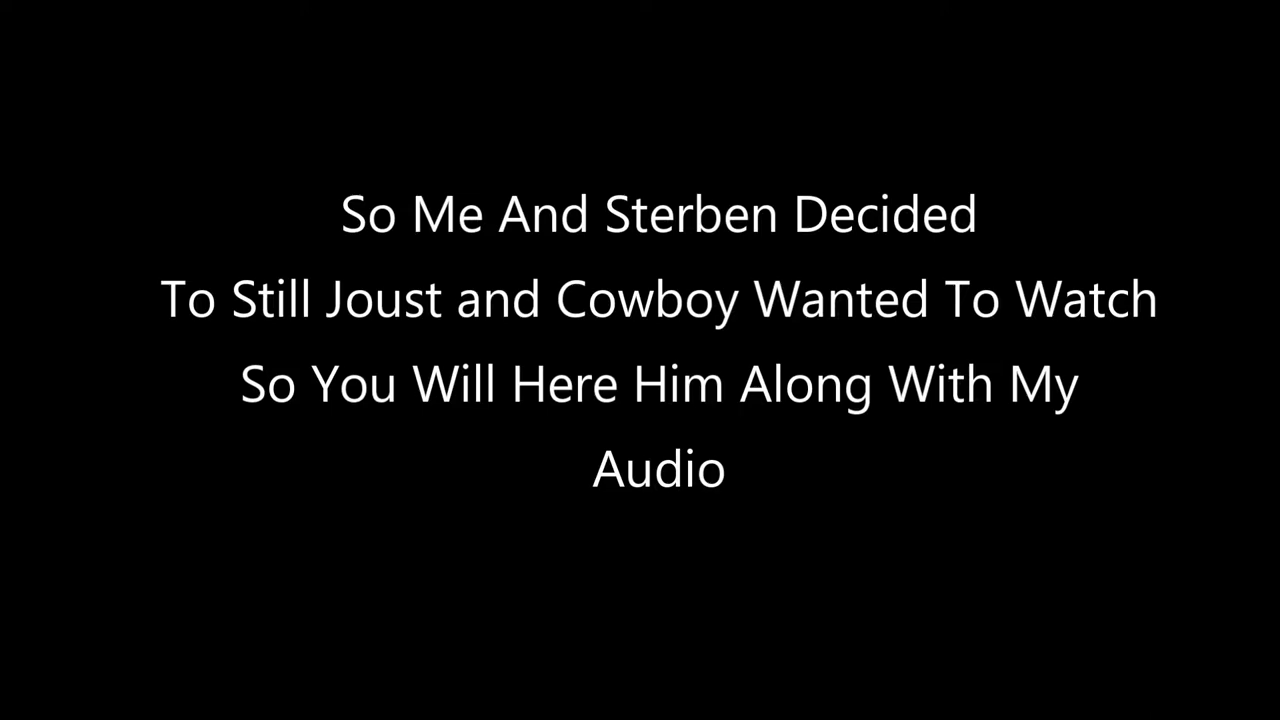 So Me And Sterben Decided
To Still Joust and Cowboy Wanted To Watch
So You Will Here Him Along With My
Audio